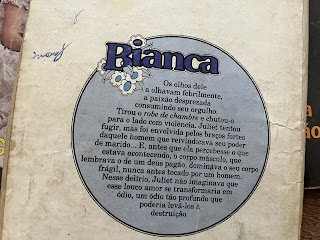 Bianca
Os olhos dele
a olhavam febrilmente,
a paixão desprezada
consumindo seu orgulho.
Tirou o robe de chambre e chutou-o
para o lado com violência. Juliet tentou
fugir, mas foi envolvida pelos braços fortes
daquele homem que reivindicava seu poder
de marido... E, antes que ela percebesse o que
estava acontecendo, o corpo másculo, que
lembrava o de um deus pagão, dominava o seu corpo
frágil, nunca antes tocado por um homem.
Nesse delírio, Juliet não imaginava que
esse louco amor se transformaria em
ódio, um ódio tão profundo que
poderia levá-los à
destruição.